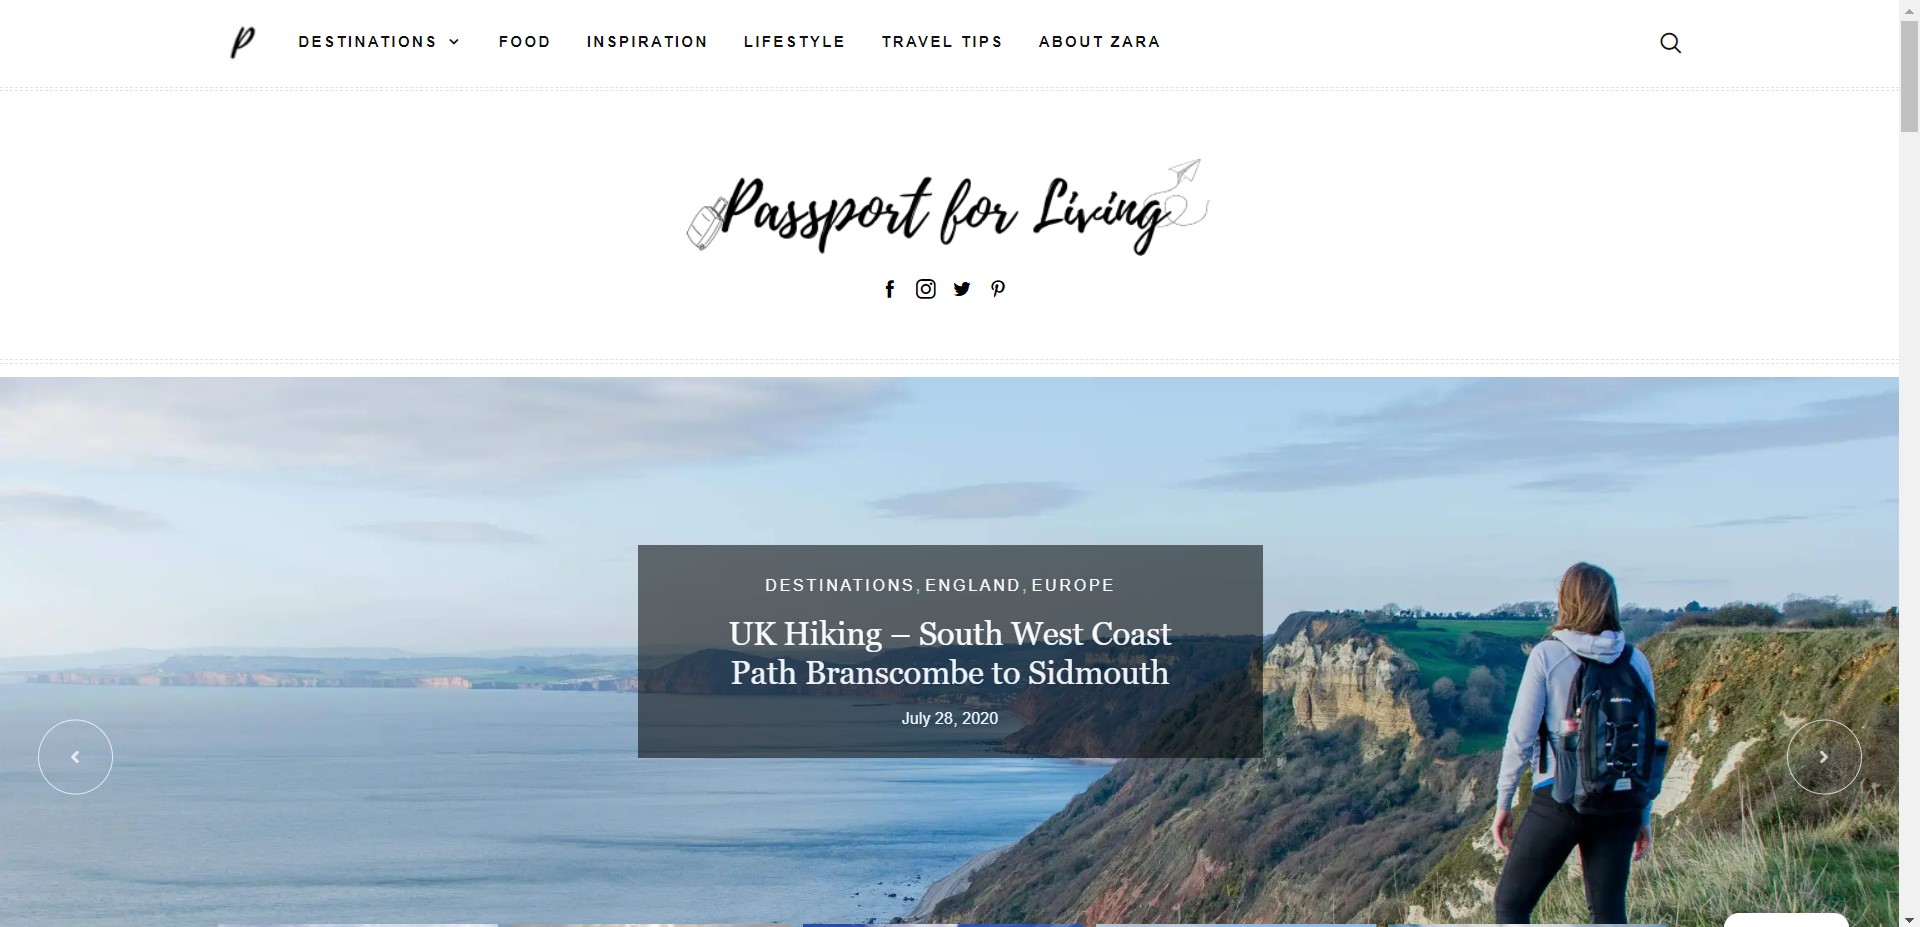 P DESTINATIONS FOOD INSPIRATION LIFESTYLE TRAVEL TIPS ABOUT ZARA
Passport for Living
DESTINATIONS, ENGLAND, EUROPE
UK Hiking – South West Coast
Path Branscombe to Sidmouth
July 28, 2020